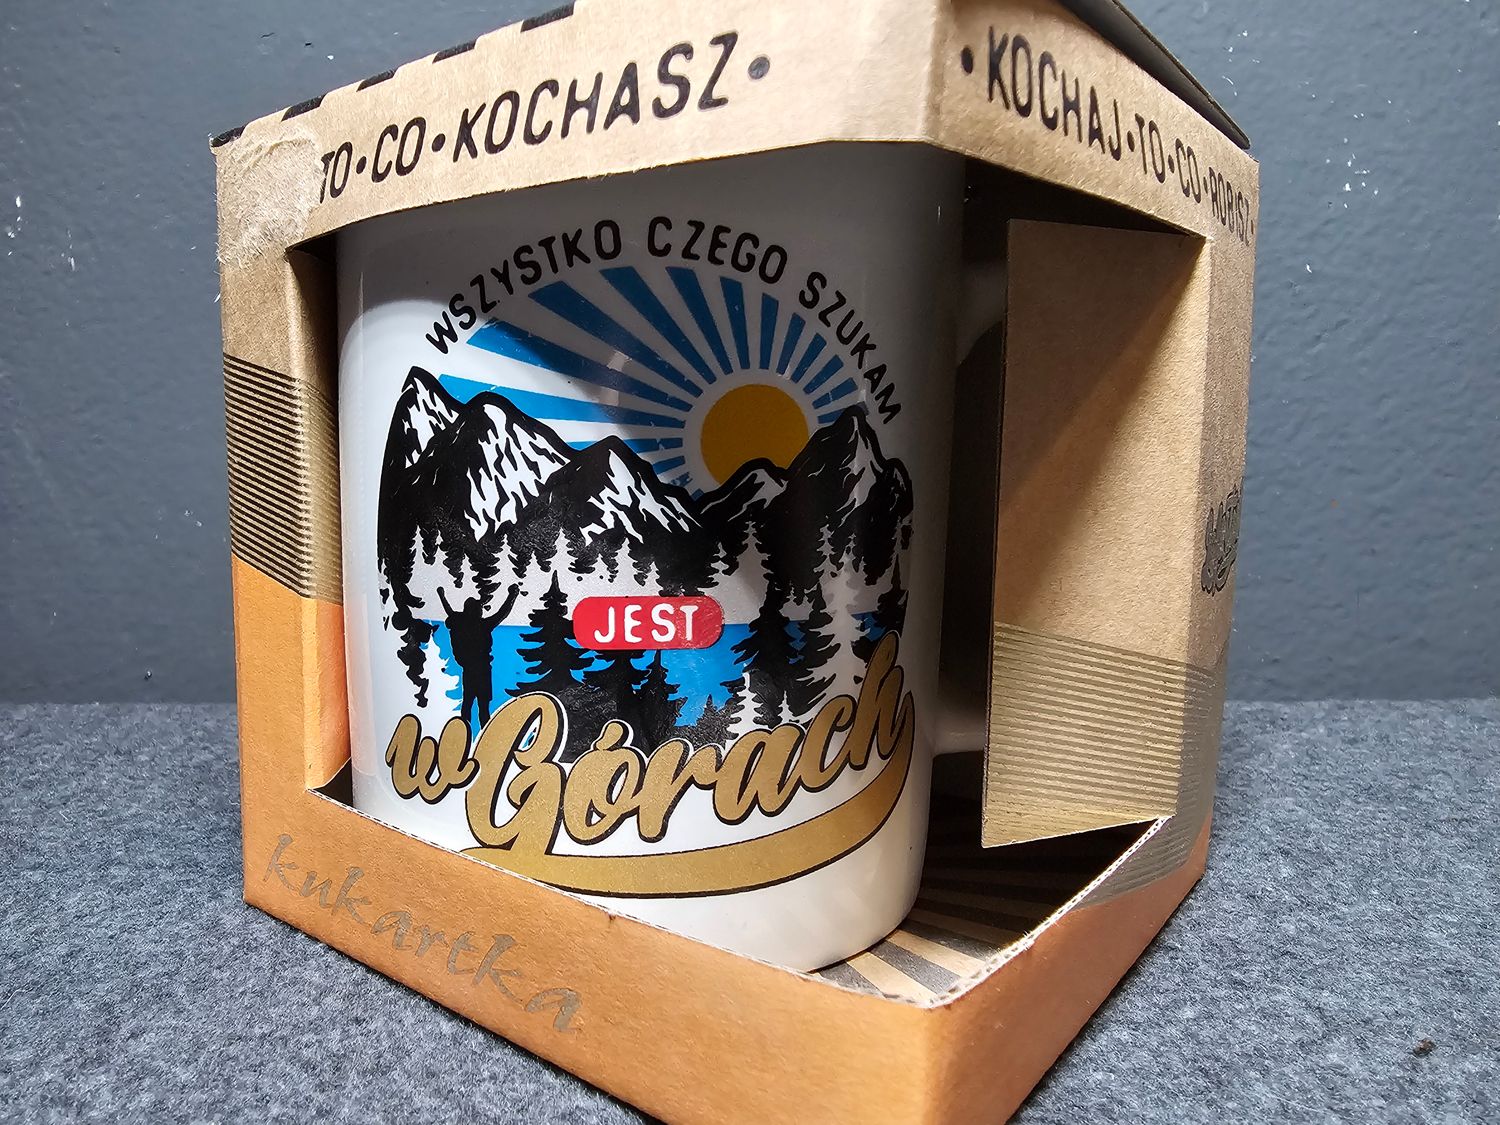 TO•CO•KOCHASZ•
•KOCHAJ•TO•CO•ROBISZ•
WSZYSTKO CZEGO SZUKAM
JEST
w Górach
kukartka